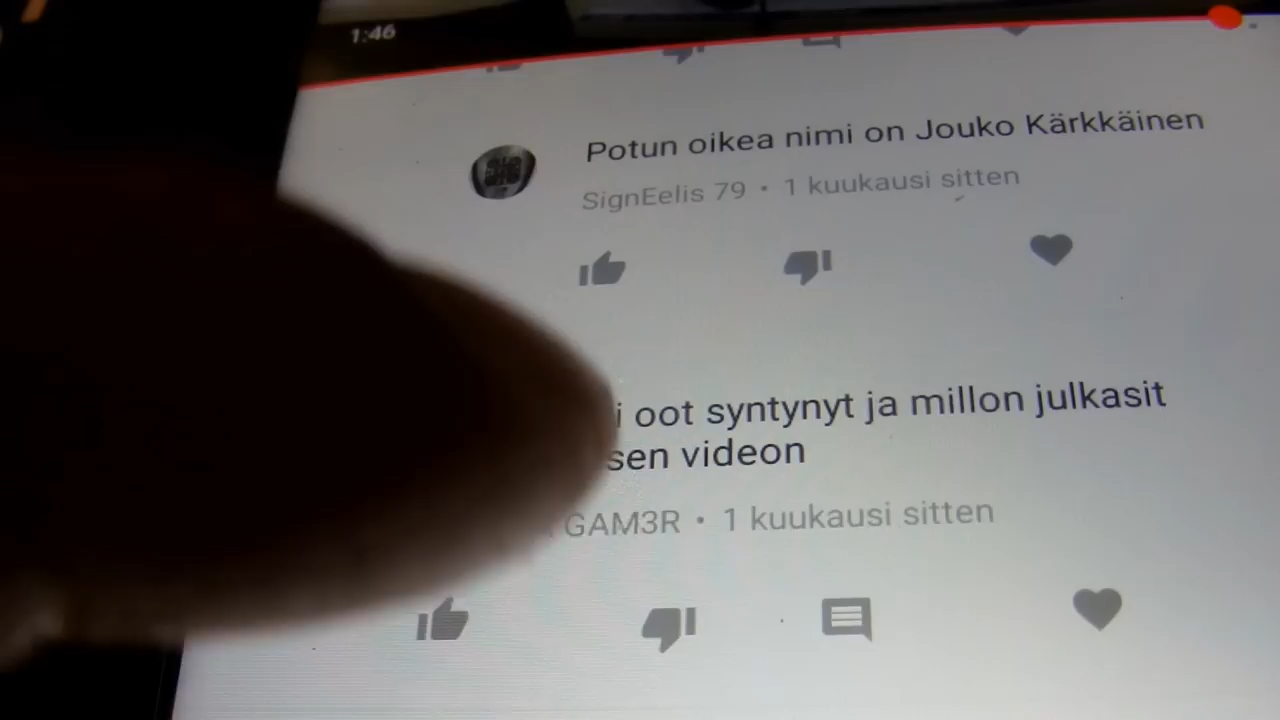 1:46
Potun oikea nimi on Jouko Kärkkäinen
SignEelis 79 • 1 kuukausi sitten
oot syntynyt ja millon julkasit
videon
GAM3R • 1 kuukausi sitten